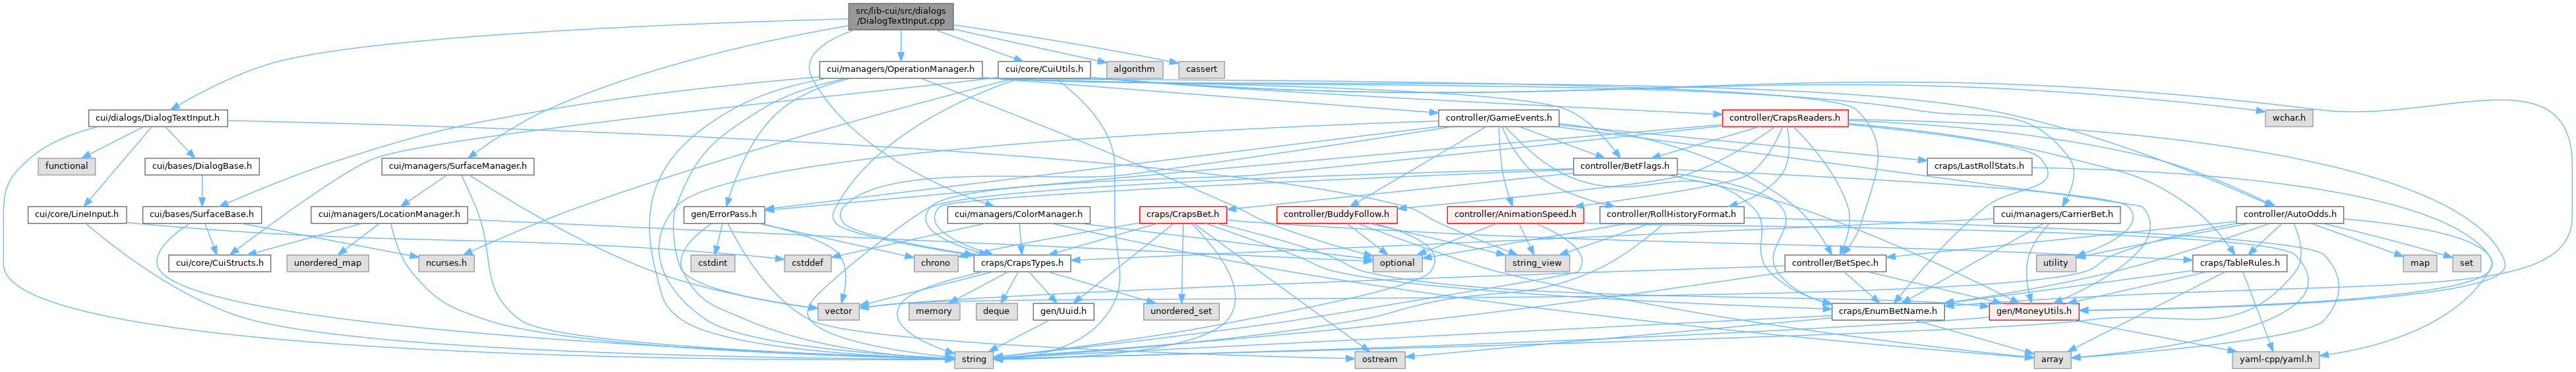 src/lib-cui/src/dialogs
/DialogTextInput.cpp
cui/managers/OperationManager.h
cui/core/CuiUtils.h
algorithm
cassert
cui/dialogs/DialogTextInput.h
controller/GameEvents.h
controller/CrapsReaders.h
wchar.h
functional
cui/bases/DialogBase.h
cui/managers/SurfaceManager.h
controller/BetFlags.h
craps/LastRollStats.h
cui/core/LineInput.h
cui/bases/SurfaceBase.h
cui/managers/LocationManager.h
gen/ErrorPass.h
cui/managers/ColorManager.h
craps/CrapsBet.h
controller/BuddyFollow.h
controller/AnimationSpeed.h
controller/RollHistoryFormat.h
cui/managers/CarrierBet.h
controller/AutoOdds.h
cui/core/CuiStructs.h
unordered_map
ncurses.h
cstdint
cstddef
chrono
craps/CrapsTypes.h
optional
string_view
controller/BetSpec.h
utility
craps/TableRules.h
map
set
vector
memory
deque
gen/Uuid.h
unordered_set
craps/EnumBetName.h
gen/MoneyUtils.h
string
ostream
array
yaml-cpp/yaml.h